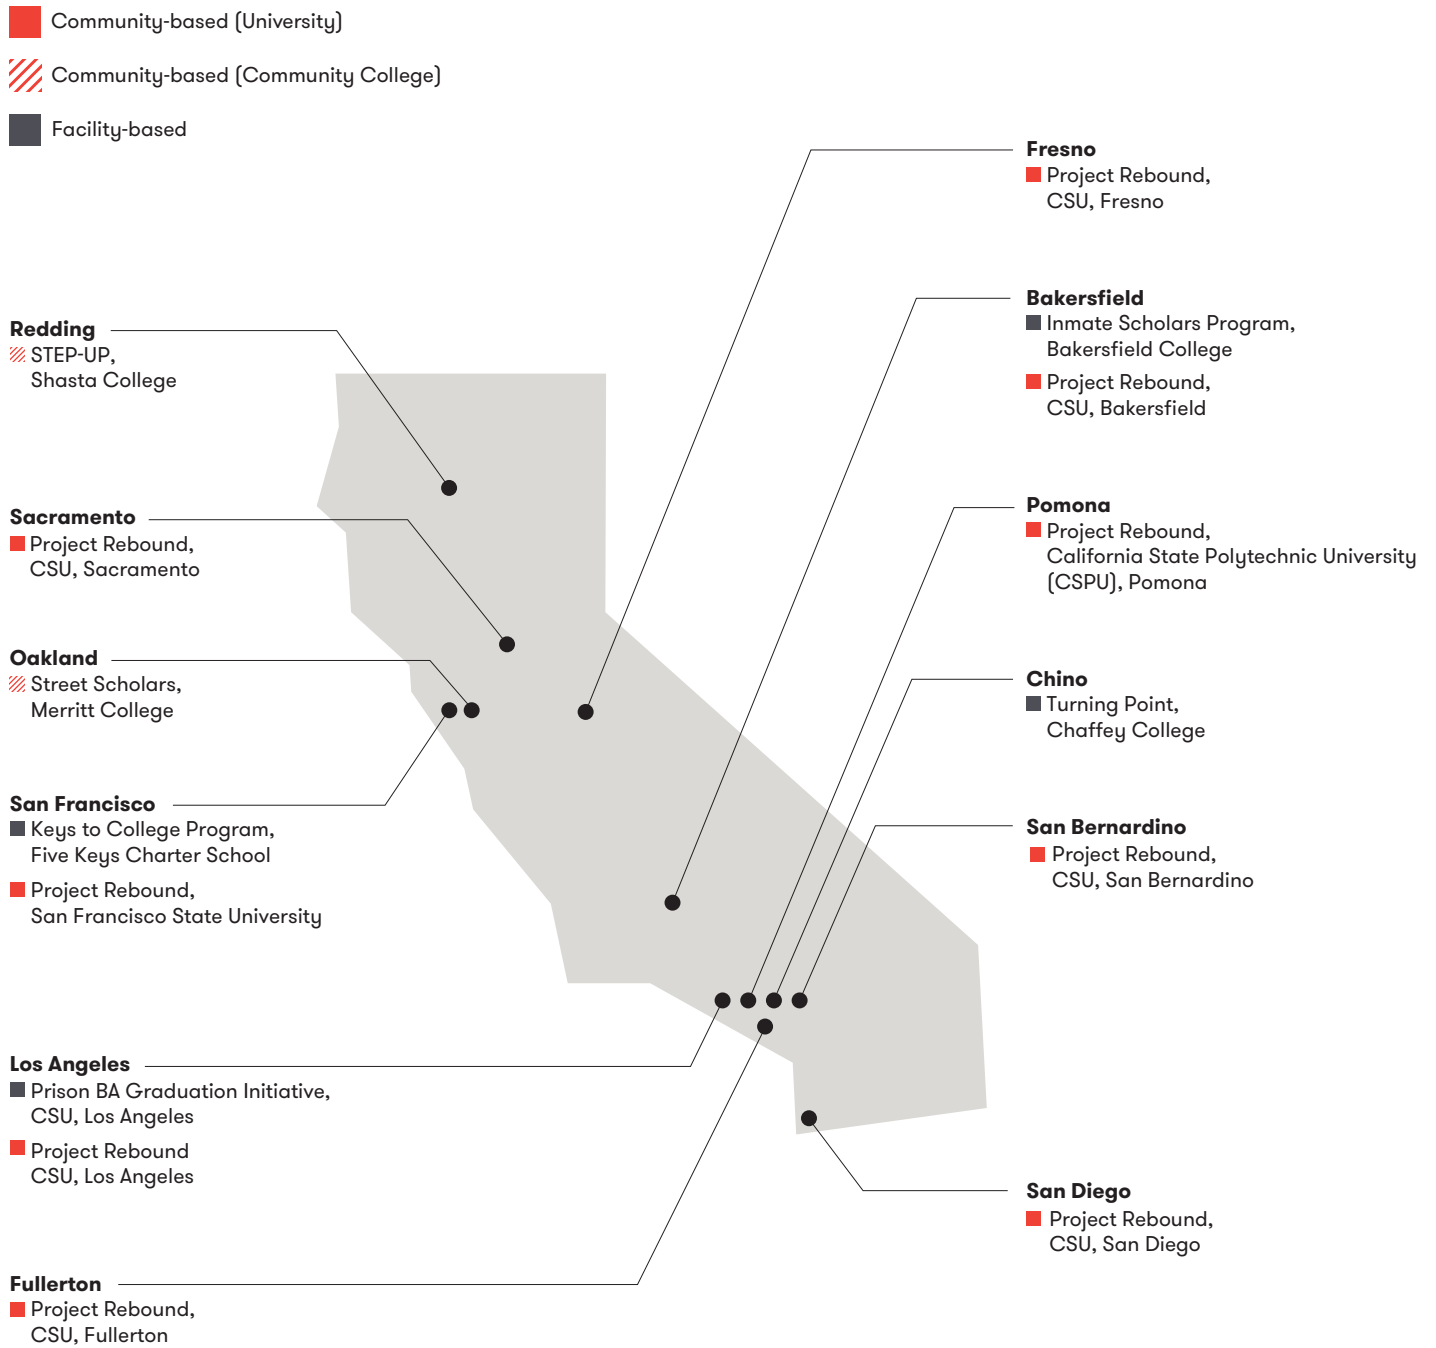 Community-based (University)
Community-based (Community College)
Facility-based
Redding
STEP-UP,
Shasta College
Sacramento
Project Rebound,
CSU, Sacramento
Oakland
Street Scholars,
Merritt College
San Francisco
Keys to College Program,
Five Keys Charter School
Project Rebound,
San Francisco State University
Los Angeles
Prison BA Graduation Initiative,
CSU, Los Angeles
Project Rebound
CSU, Los Angeles
Fullerton
Project Rebound,
CSU, Fullerton
Fresno
Project Rebound,
CSU, Fresno
Bakersfield
Inmate Scholars Program,
Bakersfield College
Project Rebound,
CSU, Bakersfield
Pomona
Project Rebound,
California State Polytechnic University
(CSPU), Pomona
Chino
Turning Point,
Chaffey College
San Bernardino
Project Rebound,
CSU, San Bernardino
San Diego
Project Rebound,
CSU, San Diego